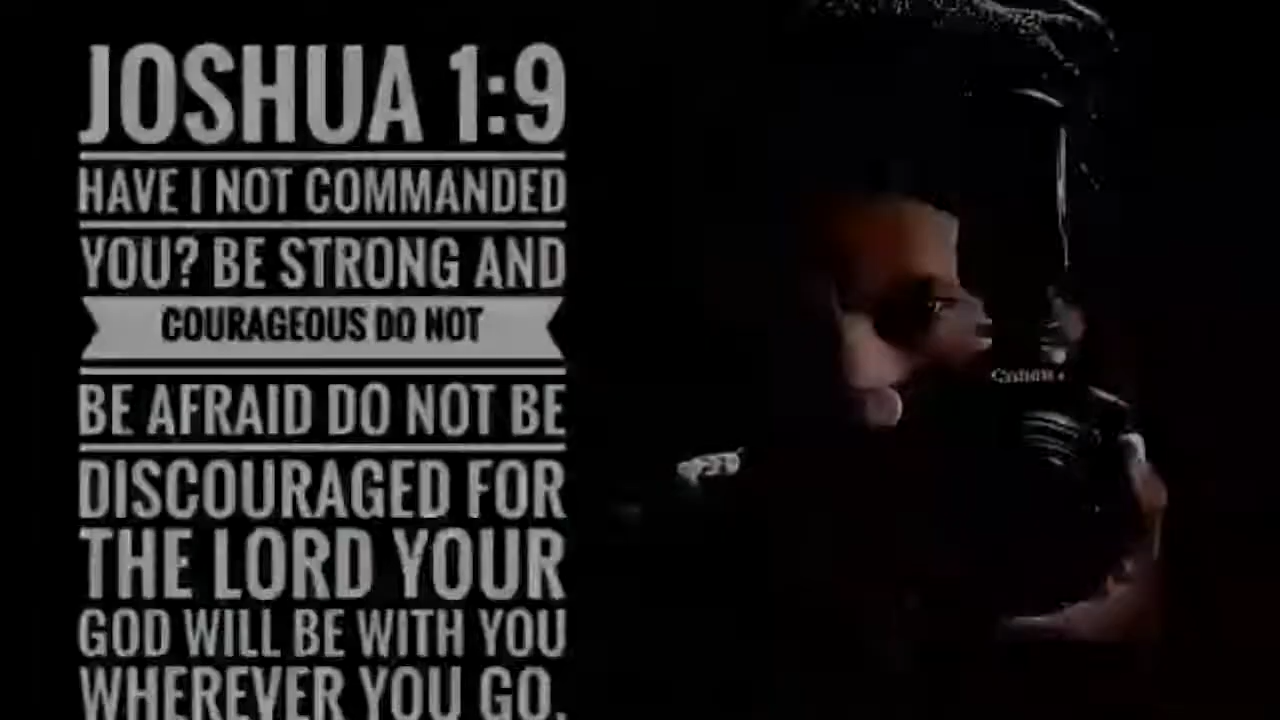 JOSHUA 1:9
HAVE I NOT COMMANDED
YOU? BE STRONG AND
COURAGEOUS DO NOT
BE AFRAID DO NOT BE
DISCOURAGED FOR
THE LORD YOUR
GOD WILL BE WITH YOU
WHEREVER YOU GO.
Canon